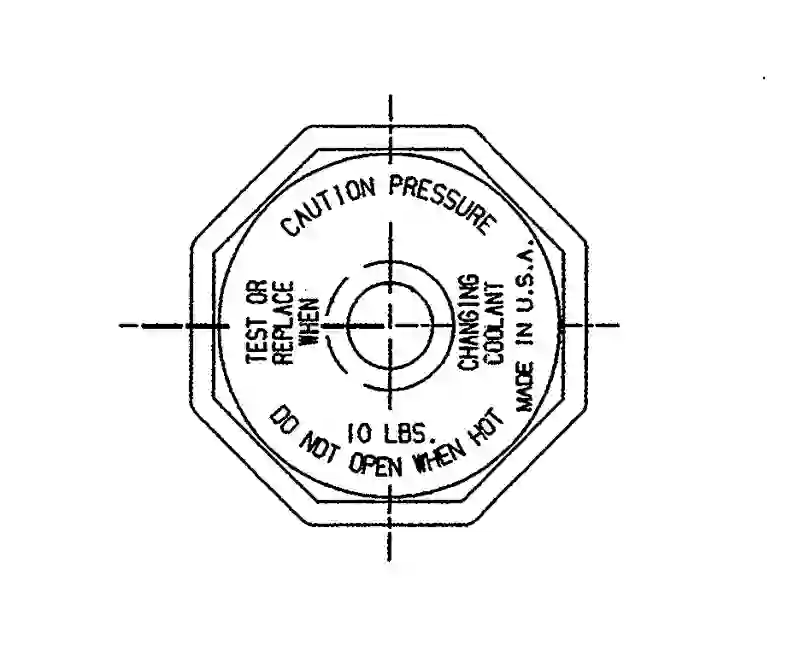 CAUTION PRESSURE
TEST OR
REPLACE
WHEN
CHANGING
COOLANT
MADE IN U.S.A.
10 LBS.
DO NOT OPEN WHEN HOT